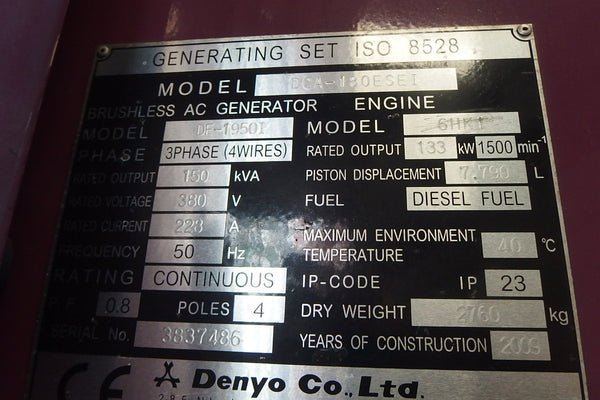 GENERATING SET ISO 8528
MODEL DCA-180ESEI
BRUSHLESS AC GENERATOR
MODEL DF-1950I
PHASE 3PHASE (4WIRES)
RATED OUTPUT 150 kVA
RATED VOLTAGE 380 V
RATED CURRENT 228 A
FREQUENCY 50 Hz
RATING CONTINUOUS
P.F. 0.8 POLES 4
SERIAL No. 3837486
ENGINE
MODEL 6HK1
RATED OUTPUT 133 kW 1500 min-1
PISTON DISPLACEMENT 7.790 L
FUEL DIESEL FUEL
MAXIMUM ENVIRONMENT
TEMPERATURE 40 °C
IP-CODE IP 23
DRY WEIGHT 2760 kg
YEARS OF CONSTRUCTION 2009
CE Denyo Co.,Ltd.